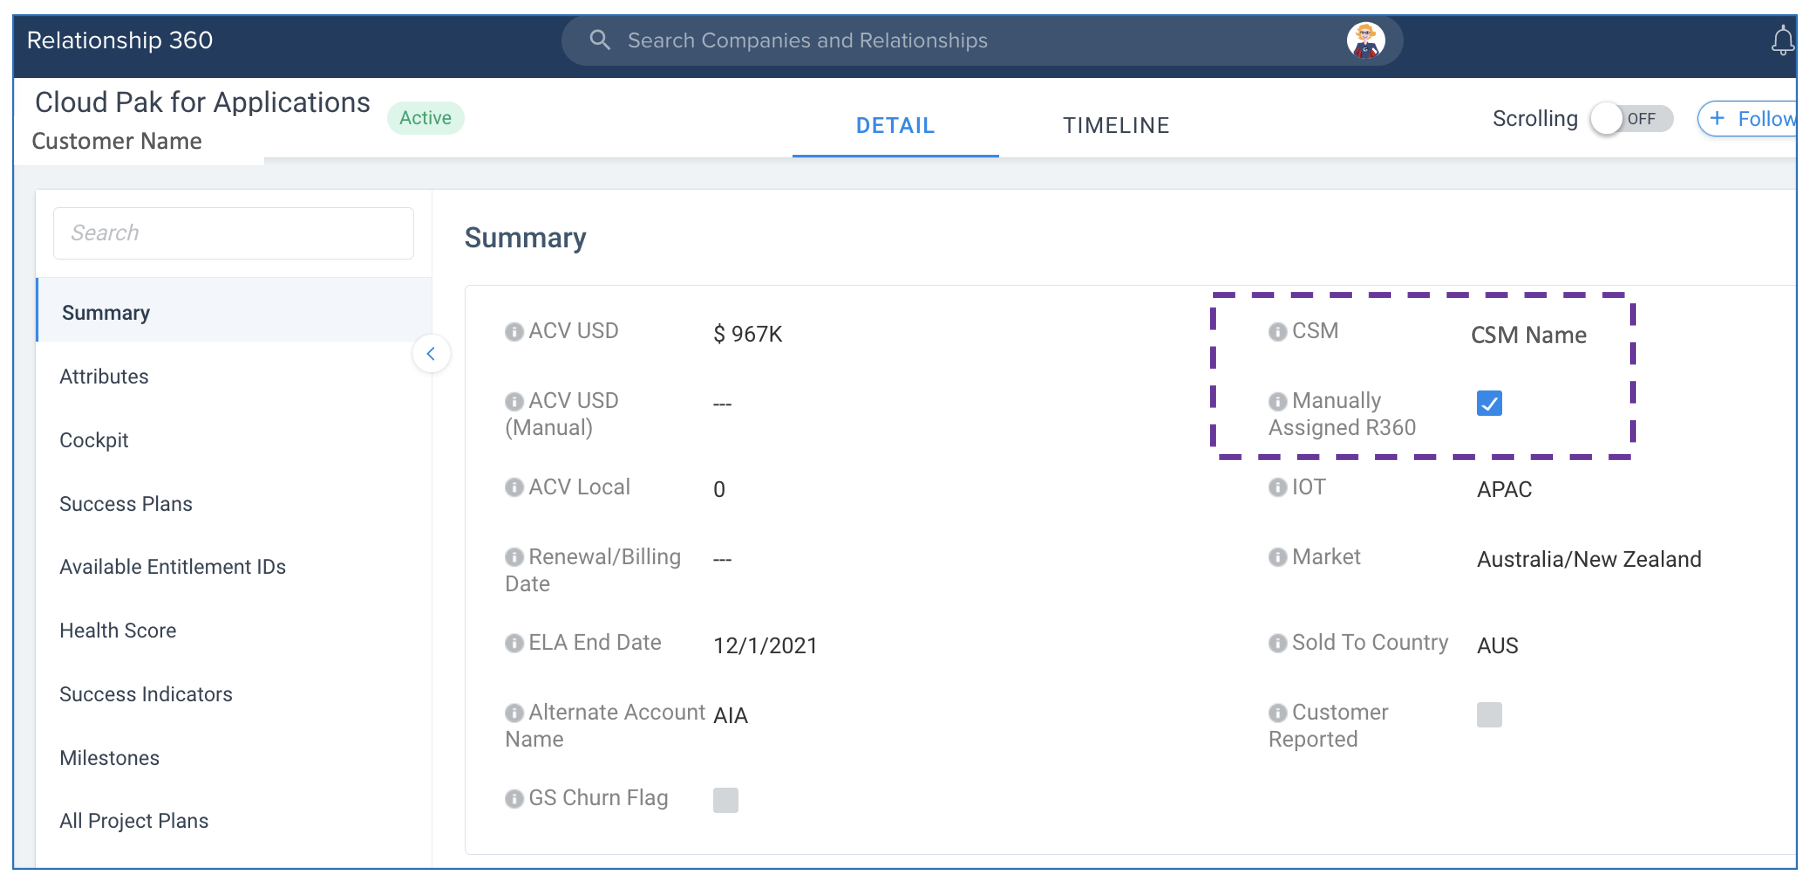 Relationship 360
Search Companies and Relationships
Cloud Pak for Applications
Active
Customer Name
DETAIL
TIMELINE
Scrolling
OFF
+ Follow
Search
Summary
Attributes
Cockpit
Success Plans
Available Entitlement IDs
Health Score
Success Indicators
Milestones
All Project Plans
Summary
ACV USD
$ 967K
ACV USD
(Manual)
---
ACV Local
0
Renewal/Billing
Date
---
ELA End Date
12/1/2021
Alternate Account
Name
AIA
GS Churn Flag
CSM
CSM Name
Manually
Assigned R360
IOT
APAC
Market
Australia/New Zealand
Sold To Country
AUS
Customer
Reported